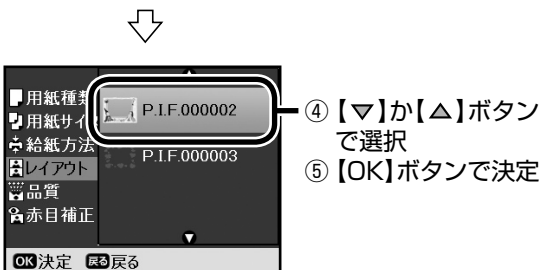 用紙種類
用紙サイ
給紙方法
レイアウト
品質
赤目補正
P.I.F.000002
P.I.F.000003
OK決定 戻る戻る
④【▽】か【△】ボタン
で選択
⑤【OK】ボタンで決定